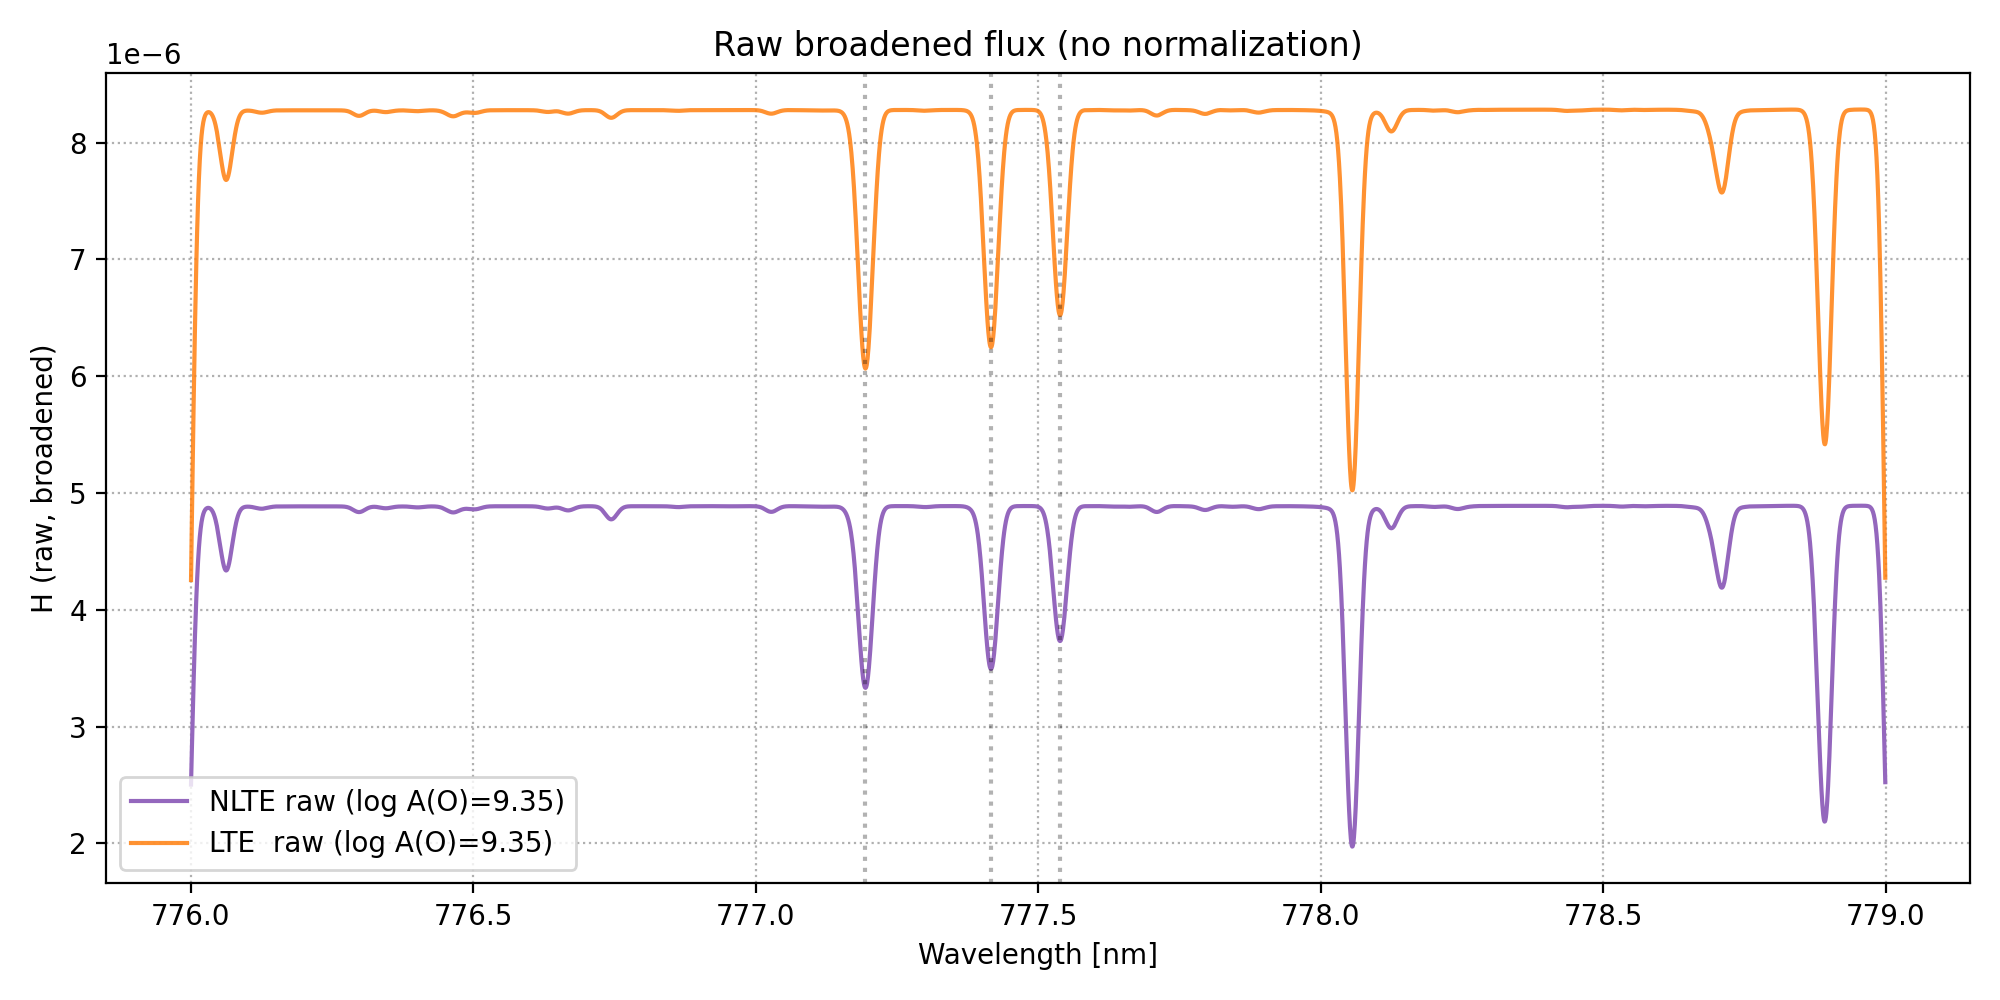 Raw broadened flux (no normalization)
1e−6
8
7
6
5
4
3
2
H (raw, broadened)
NLTE raw (log A(O)=9.35)
LTE  raw (log A(O)=9.35)
776.0 776.5 777.0 777.5 778.0 778.5 779.0
Wavelength [nm]